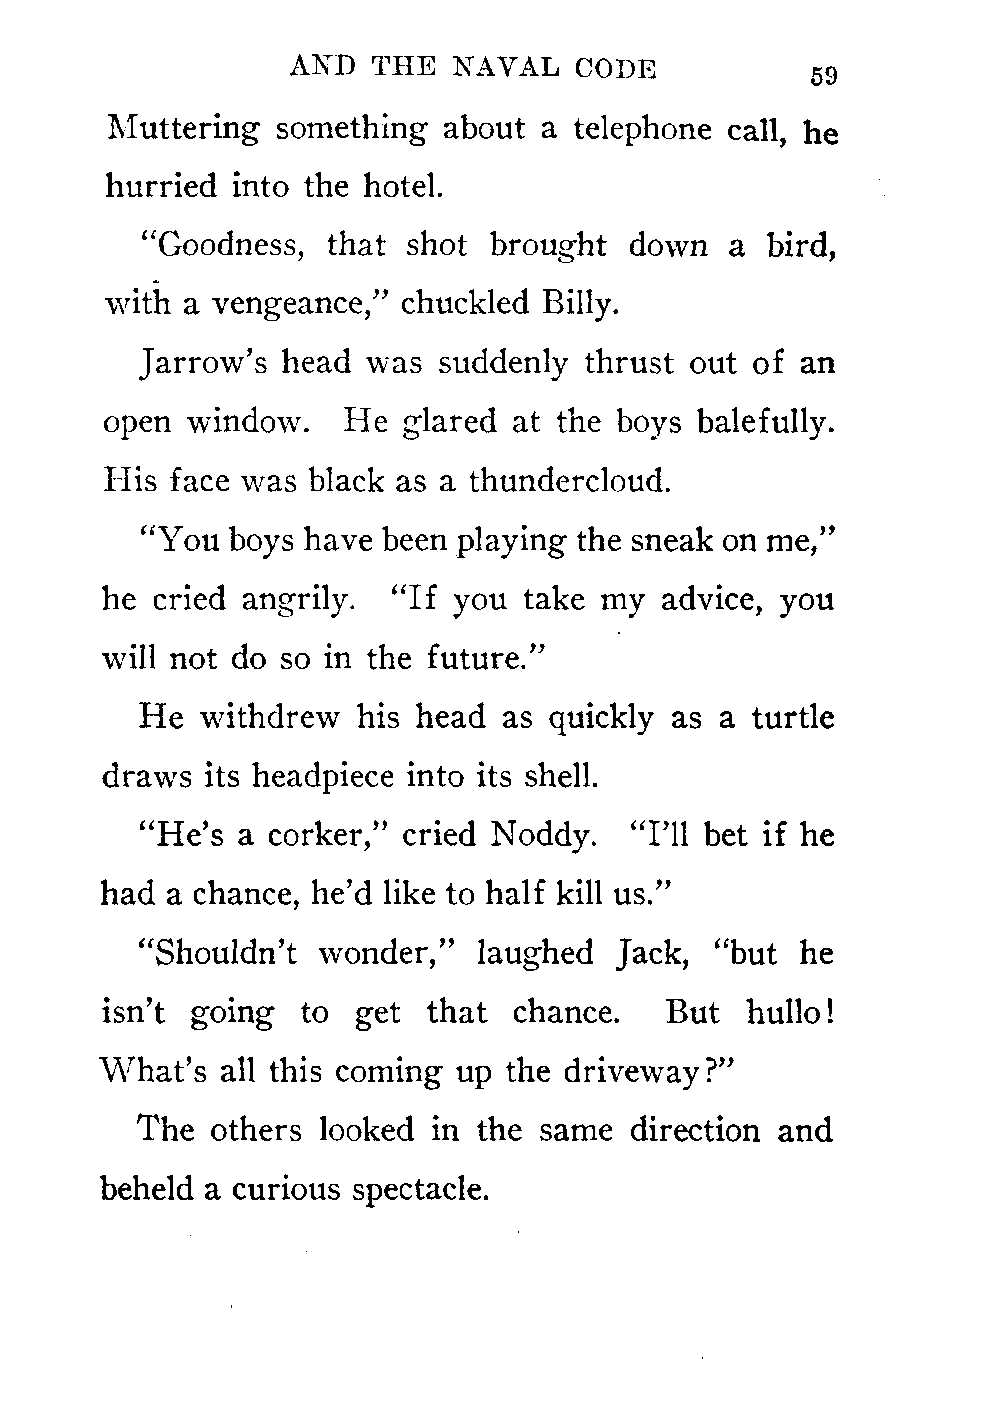 AND THE NAVAL CODE 59
Muttering something about a telephone call, he
hurried into the hotel.
“Goodness, that shot brought down a bird,
with a vengeance,” chuckled Billy.
Jarrow’s head was suddenly thrust out of an
open window. He glared at the boys balefully.
His face was black as a thundercloud.
“You boys have been playing the sneak on me,”
he cried angrily. “If you take my advice, you
will not do so in the future.”
He withdrew his head as quickly as a turtle
draws its headpiece into its shell.
“He’s a corker,” cried Noddy. “I’ll bet if he
had a chance, he’d like to half kill us.”
“Shouldn’t wonder,” laughed Jack, “but he
isn’t going to get that chance. But hullo!
What’s all this coming up the driveway?”
The others looked in the same direction and
beheld a curious spectacle.